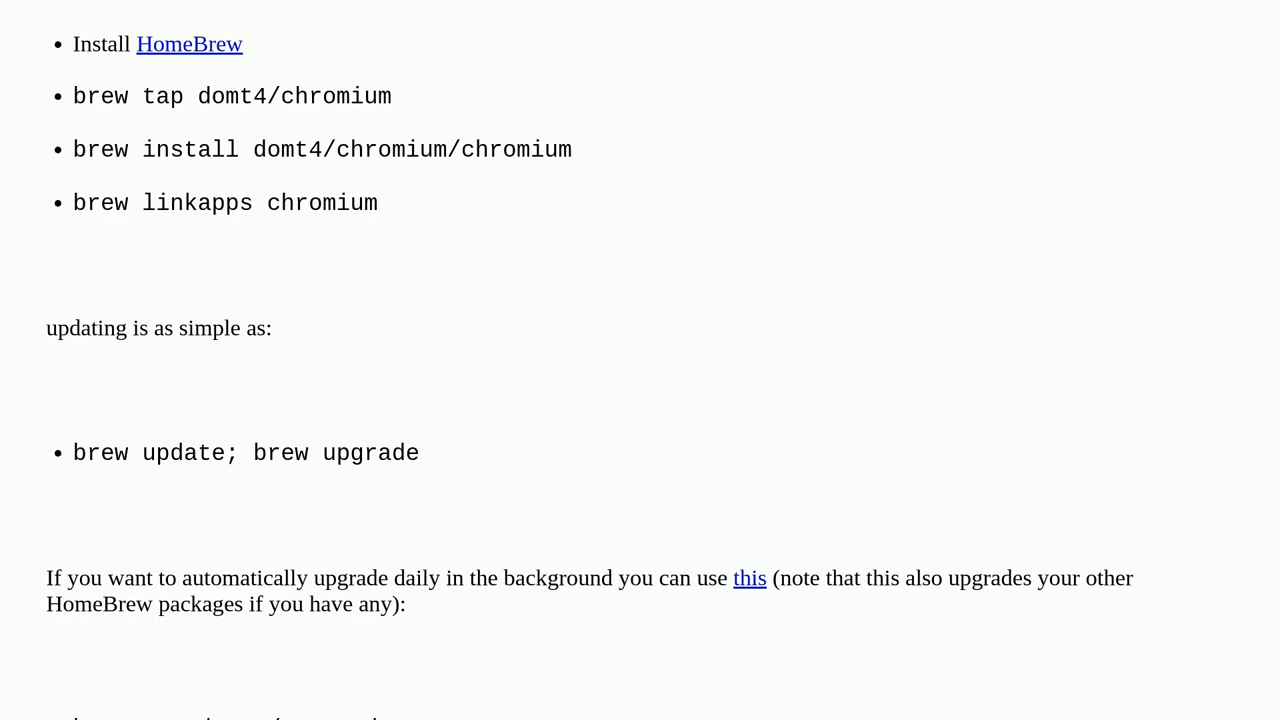 Install HomeBrew
brew tap domt4/chromium
brew install domt4/chromium/chromium
brew linkapps chromium
updating is as simple as:
brew update; brew upgrade
If you want to automatically upgrade daily in the background you can use this (note that this also upgrades your other
HomeBrew packages if you have any):